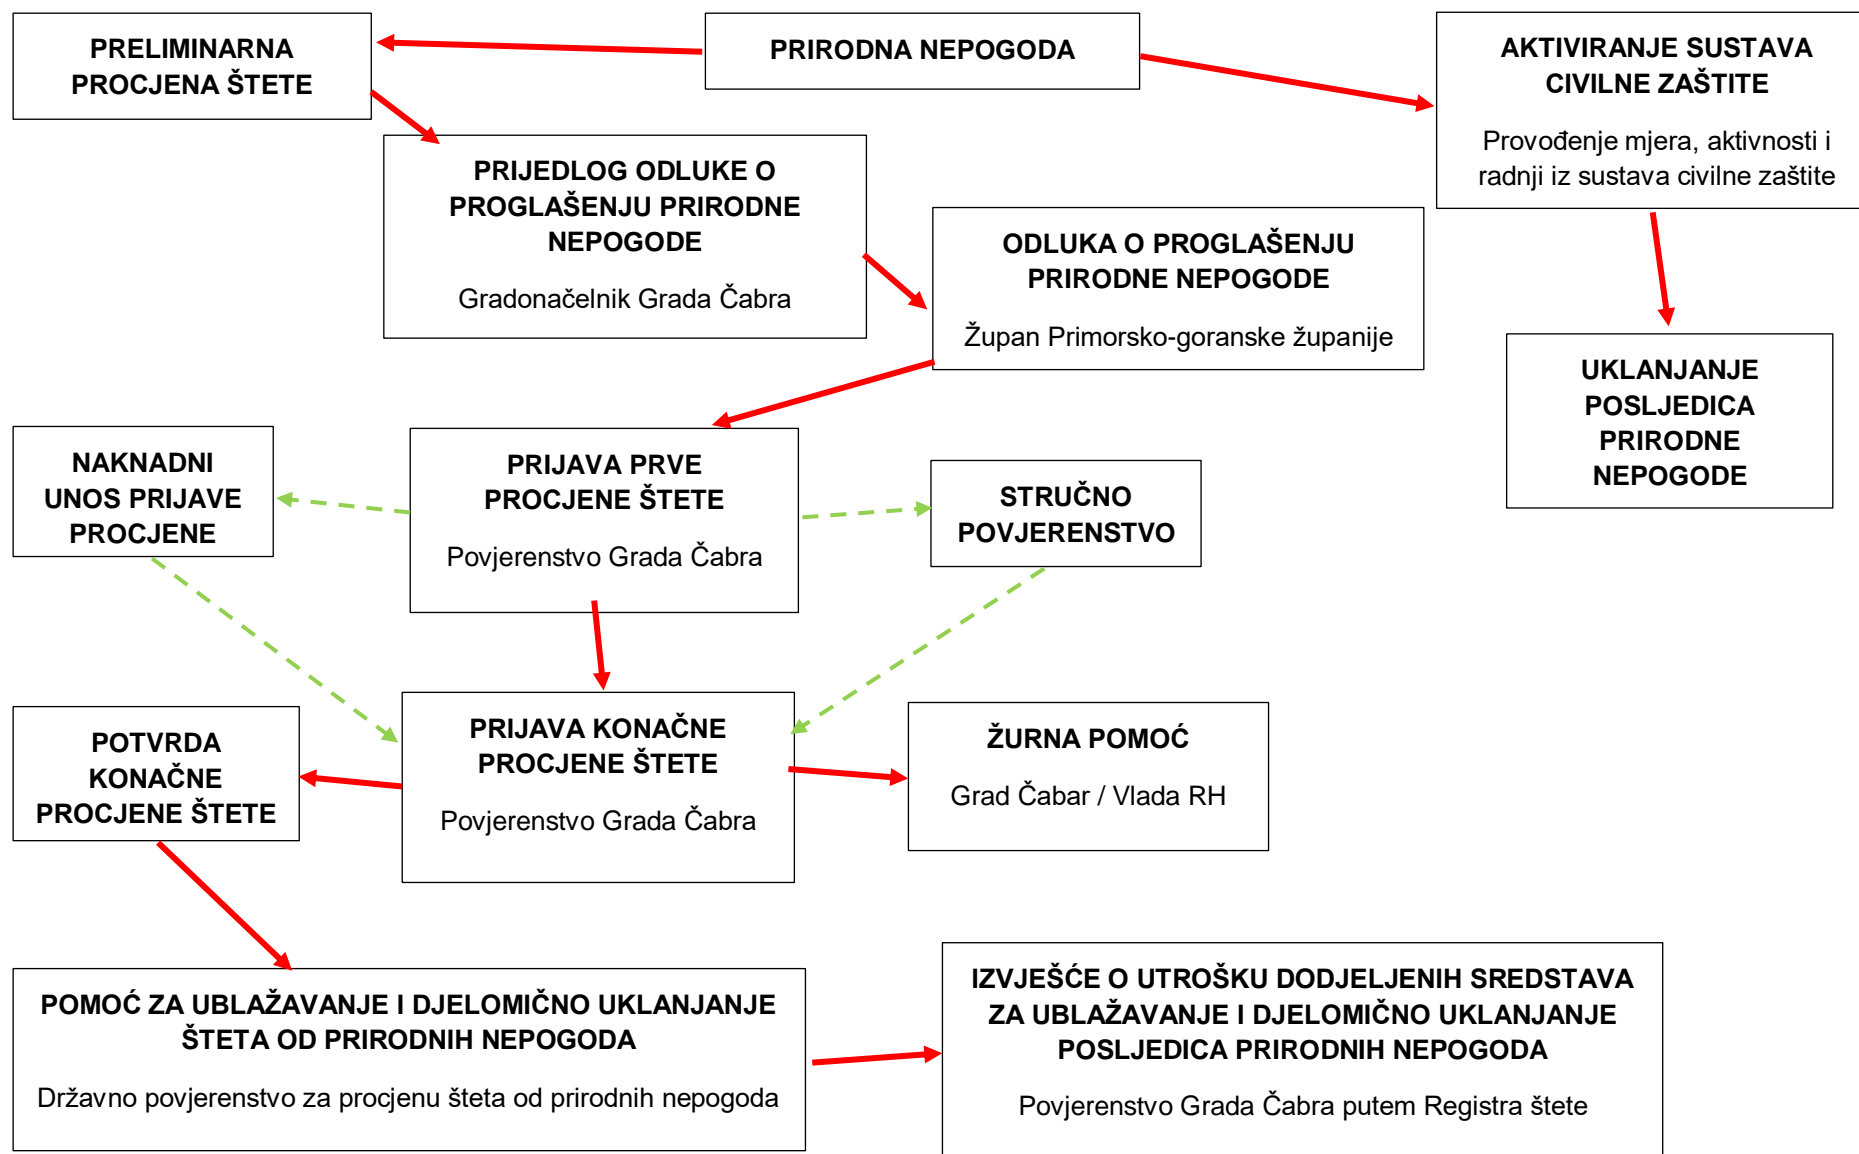 PRELIMINARNA
PROCJENA ŠTETE
PRIRODNA NEPOGODA
AKTIVIRANJE SUSTAVA
CIVILNE ZAŠTITE
Provođenje mjera, aktivnosti i
radnji iz sustava civilne zaštite
PRIJEDLOG ODLUKE O
PROGLAŠENJU PRIRODNE
NEPOGODE
Gradonačelnik Grada Čabra
ODLUKA O PROGLAŠENJU
PRIRODNE NEPOGODE
Župan Primorsko-goranske županije
UKLANJANJE
POSLJEDICA
PRIRODNE
NEPOGODE
NAKNADNI
UNOS PRIJAVE
PROCJENE
PRIJAVA PRVE
PROCJENE ŠTETE
Povjerenstvo Grada Čabra
STRUČNO
POVJERENSTVO
POTVRDA
KONAČNE
PROCJENE ŠTETE
PRIJAVA KONAČNE
PROCJENE ŠTETE
Povjerenstvo Grada Čabra
ŽURNA POMOĆ
Grad Čabar / Vlada RH
POMOĆ ZA UBLAŽAVANJE I DJELOMIČNO UKLANJANJE
ŠTETA OD PRIRODNIH NEPOGODA
Državno povjerenstvo za procjenu šteta od prirodnih nepogoda
IZVJEŠĆE O UTROŠKU DODJELJENIH SREDSTAVA
ZA UBLAŽAVANJE I DJELOMIČNO UKLANJANJE
POSLJEDICA PRIRODNIH NEPOGODA
Povjerenstvo Grada Čabra putem Registra štete